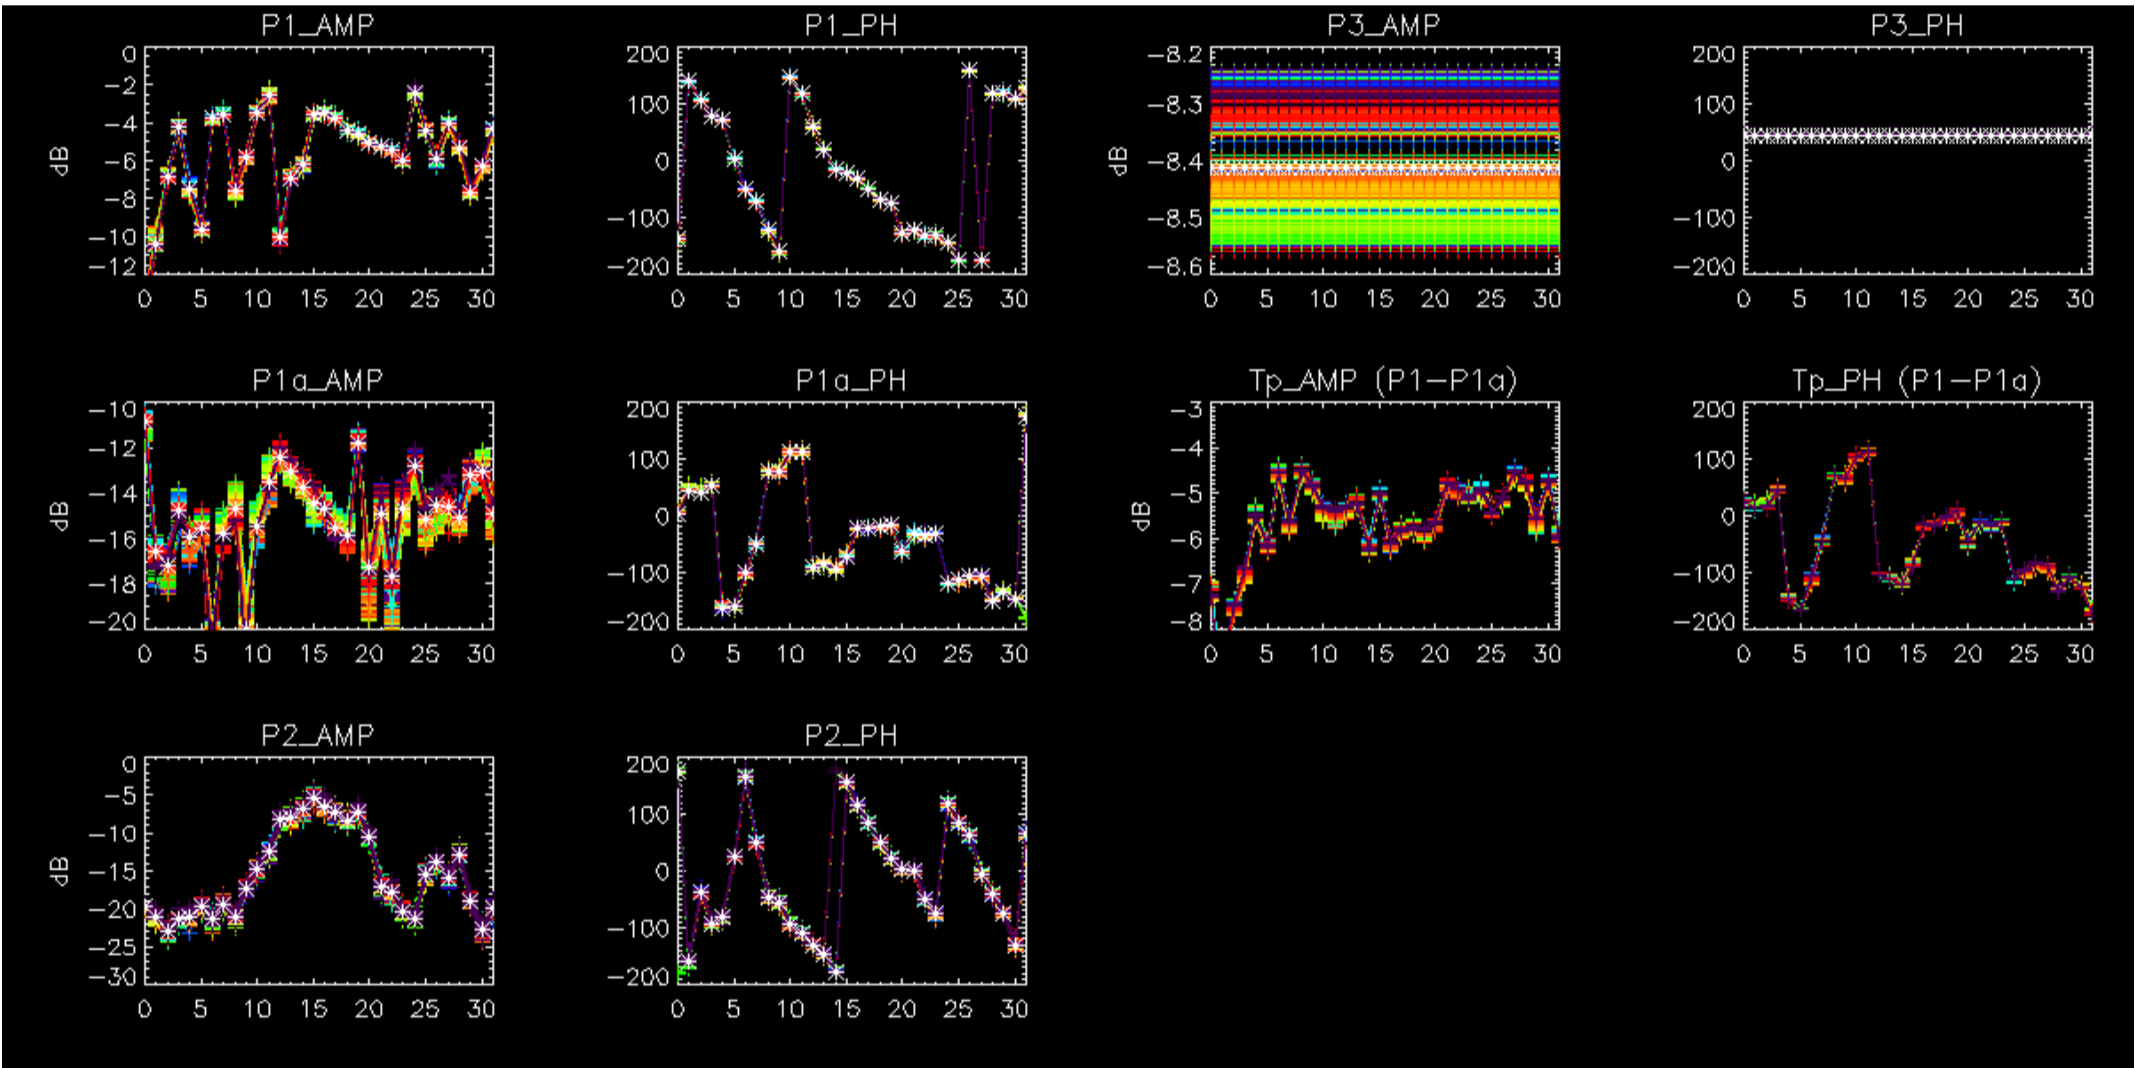 P1_AMP
P1_PH
P3_AMP
P3_PH
0
-2
-4
-6
-8
-10
-12
dB
0 5 10 15 20 25 30
200
100
0
-100
-200
0 5 10 15 20 25 30
-8.2
-8.3
-8.4
-8.5
-8.6
dB
0 5 10 15 20 25 30
200
100
0
-100
-200
0 5 10 15 20 25 30
P1a_AMP
P1a_PH
Tp_AMP (P1-P1a)
Tp_PH (P1-P1a)
-10
-12
-14
-16
-18
-20
dB
0 5 10 15 20 25 30
200
100
0
-100
-200
0 5 10 15 20 25 30
-3
-4
-5
-6
-7
-8
dB
0 5 10 15 20 25 30
200
100
0
-100
-200
0 5 10 15 20 25 30
P2_AMP
P2_PH
0
-5
-10
-15
-20
-25
-30
dB
0 5 10 15 20 25 30
200
100
0
-100
-200
0 5 10 15 20 25 30